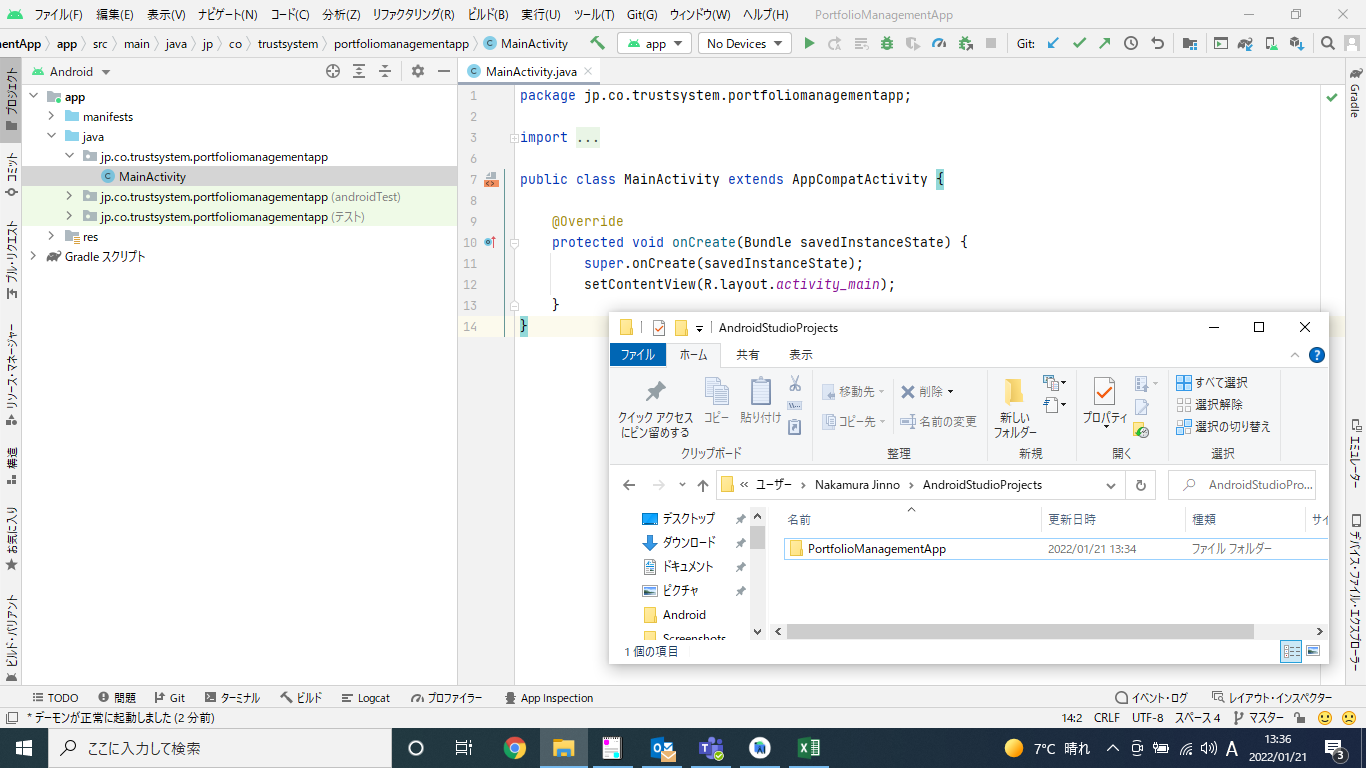 ファイル(F) 編集(E) 表示(V) ナビゲート(N) コード(C) 分析(Z) リファクタリング(R) ビルド(B) 実行(U) ツール(T) Git(G) ウィンドウ(W) ヘルプ(H) PortfolioManagementApp
entApp app src main java jp co trustsystem portfoliomanagementapp MainActivity app No Devices Git:
Android
MainActivity.java
プロジェクト
コミット
プル・リクエスト
リソース・マネージャー
構造
お気に入り
ビルド・バリアント
app
manifests
java
jp.co.trustsystem.portfoliomanagementapp
MainActivity
jp.co.trustsystem.portfoliomanagementapp (androidTest)
jp.co.trustsystem.portfoliomanagementapp (テスト)
res
Gradle スクリプト
1 package jp.co.trustsystem.portfoliomanagementapp;
2
3 import ...
6
7 public class MainActivity extends AppCompatActivity {
8
9 @Override
10 protected void onCreate(Bundle savedInstanceState) {
11 super.onCreate(savedInstanceState);
12 setContentView(R.layout.activity_main);
13 }
14 }
Gradle
エミュレーター
デバイス・ファイル・エクスプローラー
AndroidStudioProjects
ファイル ホーム 共有 表示
クイック アクセス
にピン留めする
コピー
貼り付け
クリップボード
移動先
コピー先
削除
名前の変更
整理
新しい
フォルダー
新規
プロパティ
開く
すべて選択
選択解除
選択の切り替え
選択
« ユーザー Nakamura Jinno AndroidStudioProjects
AndroidStudioPro...
デスクトップ
ダウンロード
ドキュメント
ピクチャ
Android
Screenshots
名前 更新日時 種類 サイ
PortfolioManagementApp 2022/01/21 13:34 ファイル フォルダー
1 個の項目
TODO 問題 Git ターミナル ビルド Logcat プロファイラー App Inspection イベント・ログ レイアウト・インスペクター
* デーモンが正常に起動しました (2 分前) 14:2 CRLF UTF-8 スペース 4 マスター
ここに入力して検索
7°C 晴れ
A
13:36
2022/01/21
3